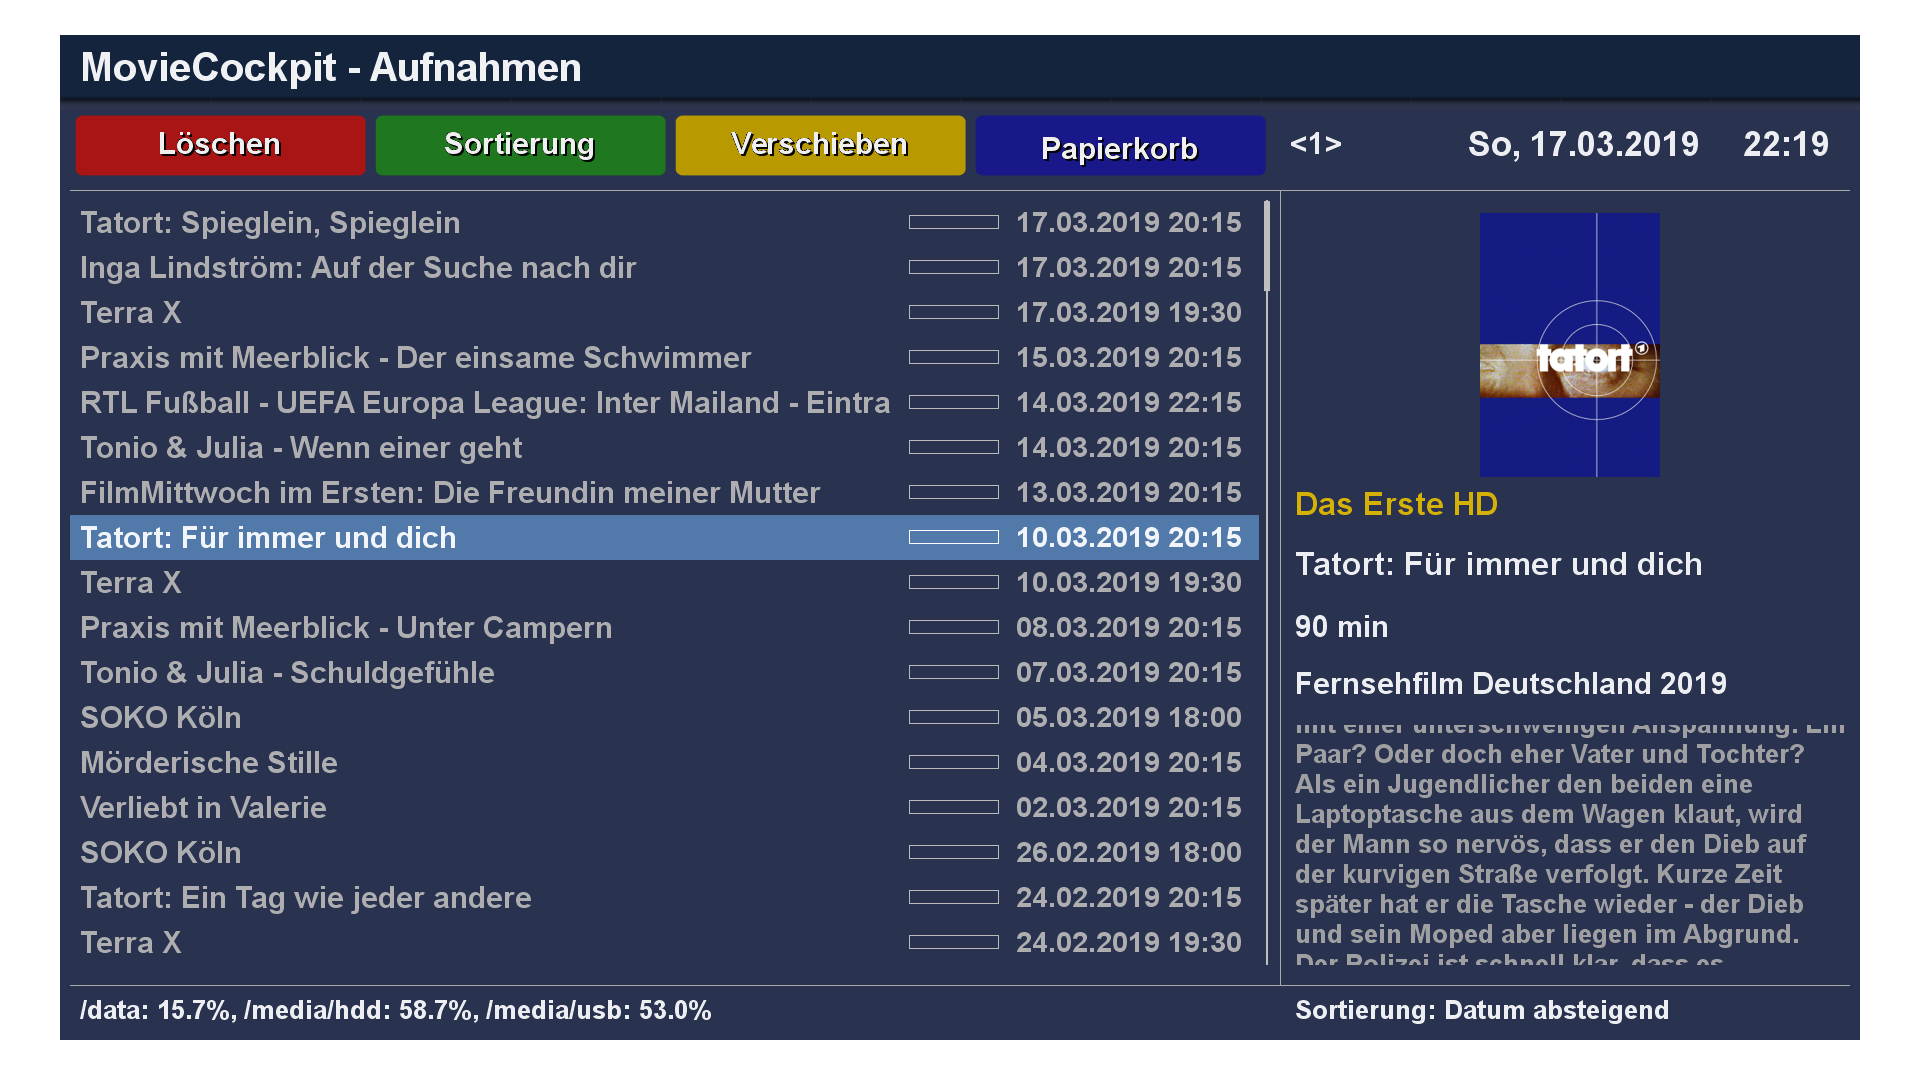 MovieCockpit - Aufnahmen
Löschen
Sortierung
Verschieben
Papierkorb
<1>
So, 17.03.2019
22:19
Tatort: Spieglein, Spieglein 17.03.2019 20:15
Inga Lindström: Auf der Suche nach dir 17.03.2019 20:15
Terra X 17.03.2019 19:30
Praxis mit Meerblick - Der einsame Schwimmer 15.03.2019 20:15
RTL Fußball - UEFA Europa League: Inter Mailand - Eintra 14.03.2019 22:15
Tonio & Julia - Wenn einer geht 14.03.2019 20:15
FilmMittwoch im Ersten: Die Freundin meiner Mutter 13.03.2019 20:15
Tatort: Für immer und dich 10.03.2019 20:15
Terra X 10.03.2019 19:30
Praxis mit Meerblick - Unter Campern 08.03.2019 20:15
Tonio & Julia - Schuldgefühle 07.03.2019 20:15
SOKO Köln 05.03.2019 18:00
Mörderische Stille 04.03.2019 20:15
Verliebt in Valerie 02.03.2019 20:15
SOKO Köln 26.02.2019 18:00
Tatort: Ein Tag wie jeder andere 24.02.2019 20:15
Terra X 24.02.2019 19:30
tatort
Das Erste HD
Tatort: Für immer und dich
90 min
Fernsehfilm Deutschland 2019
mit einer unterschwelligen Anspannung. Ein
Paar? Oder doch eher Vater und Tochter?
Als ein Jugendlicher den beiden eine
Laptoptasche aus dem Wagen klaut, wird
der Mann so nervös, dass er den Dieb auf
der kurvigen Straße verfolgt. Kurze Zeit
später hat er die Tasche wieder - der Dieb
und sein Moped aber liegen im Abgrund.
Der Polizei ist schnell klar, dass es
/data: 15.7%, /media/hdd: 58.7%, /media/usb: 53.0%
Sortierung: Datum absteigend